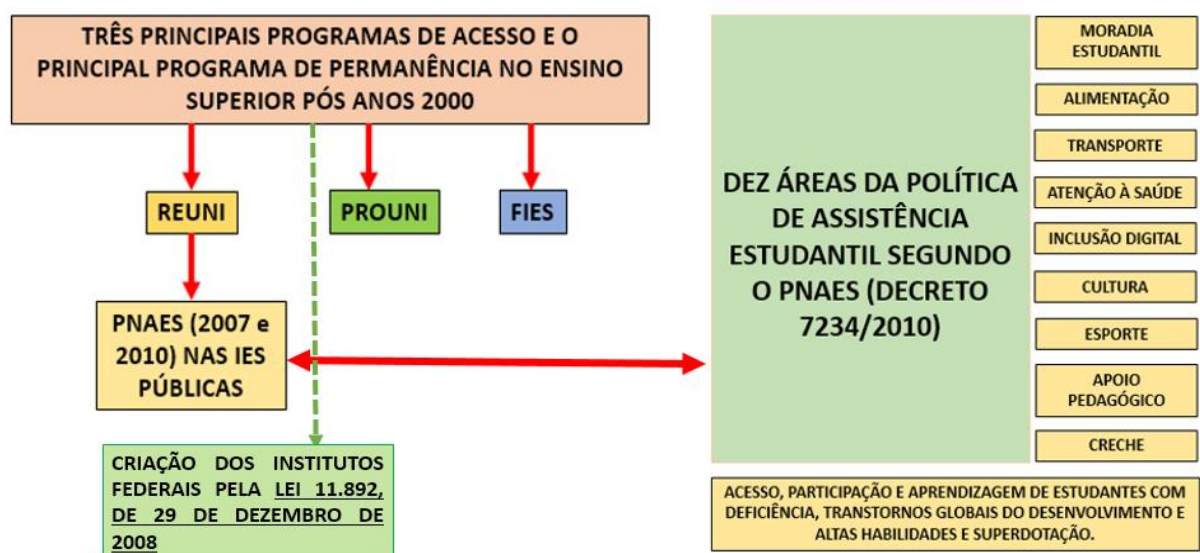 TRÊS PRINCIPAIS PROGRAMAS DE ACESSO E O
PRINCIPAL PROGRAMA DE PERMANÊNCIA NO ENSINO
SUPERIOR PÓS ANOS 2000
REUNI
PROUNI
FIES
PNAES (2007 e
2010) NAS IES
PÚBLICAS
CRIAÇÃO DOS INSTITUTOS
FEDERAIS PELA LEI 11.892,
DE 29 DE DEZEMBRO DE
2008
DEZ ÁREAS DA POLÍTICA
DE ASSISTÊNCIA
ESTUDANTIL SEGUNDO
O PNAES (DECRETO
7234/2010)
MORADIA
ESTUDANTIL
ALIMENTAÇÃO
TRANSPORTE
ATENÇÃO À SAÚDE
INCLUSÃO DIGITAL
CULTURA
ESPORTE
APOIO
PEDAGÓGICO
CRECHE
ACESSO, PARTICIPAÇÃO E APRENDIZAGEM DE ESTUDANTES COM
DEFICIÊNCIA, TRANSTORNOS GLOBAIS DO DESENVOLVIMENTO E
ALTAS HABILIDADES E SUPERDOTAÇÃO.